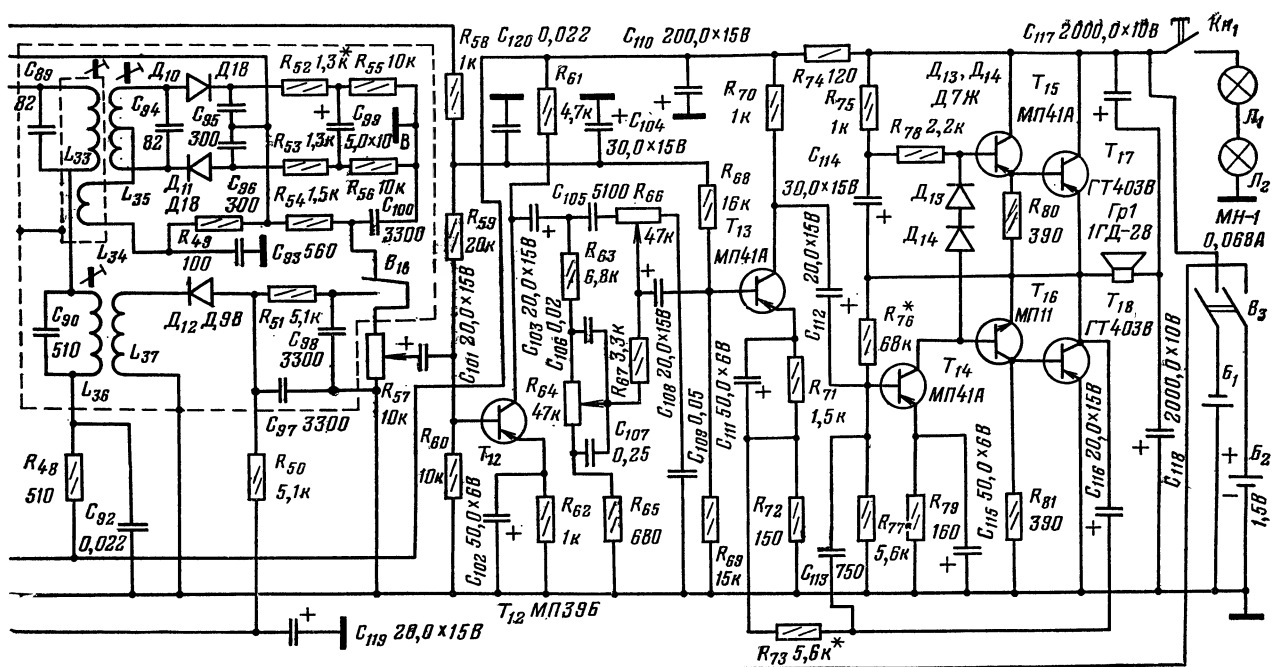 R58 1к
C120 0,022
C110 200,0×15В
C117 2000,0×10В
Кн1
C89 82
Д10
Д18
C94 82
R52 1,3к*
R55 10к
C95 300
R53 1,3к
C99 5,0×10В
R61 4,7к
C104 30,0×15В
R70 1к
R74 120
R75 1к
Д13, Д14 Д7Ж
T15 МП41А
Л1
L33
L35
Д11 Д18
C96 300
R54 1,5к
R56 10к
C100 3300
C105 5100
R66 47к
R68 16к
T13 МП41А
C114 30,0×15В
R78 2,2к
Д13
Д14
R80 390
T17 ГТ403В
Гр1 1ГД-28
Л2
МН-1 0,068А
L34
R49 100
C93 560
R59 20к
R63 6,8к
В1б
C90 510
L37
L36
Д12 Д9В
R51 5,1к
C98 3300
C101 20,0×15В
C103 20,0×15В
C106 0,02
R67 3,3к
C108 20,0×15В
C112 20,0×15В
R76* 68к
T16 МП11
T18 ГТ403В
В3
R57 10к
C97 3300
R64 47к
C107 0,25
C109 0,05
C111 50,0×6В
R71 1,5к
T14 МП41А
Б1
R48 510
C92 0,022
R50 5,1к
R60 10к
T12
C102 50,0×6В
R62 1к
R65 680
R69 15к
R72 150
R77* 5,6к
C113 750
R79 160
C115 50,0×6В
R81 390
C116 20,0×15В
C118 2000,0×10В
Б2 1,5В
T12 МП39Б
C119 20,0×15В
R73 5,6к*